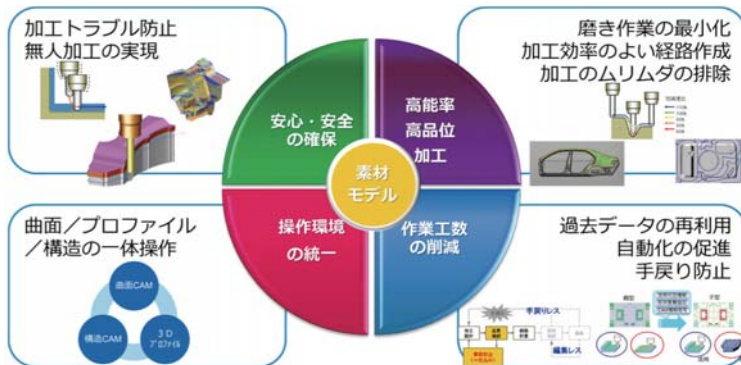 加工トラブル防止
無人加工の実現
磨き作業の最小化
加工効率のよい経路作成
加工のムリムダの排除
安心・安全
の確保
高能率
高品位
加工
素材
モデル
操作環境
の統一
作業工数
の削減
曲面／プロファイル
／構造の一体操作
曲面CAM
構造CAM
3D
プロファイル
過去データの再利用
自動化の促進
手戻り防止
手戻りレス
編集レス